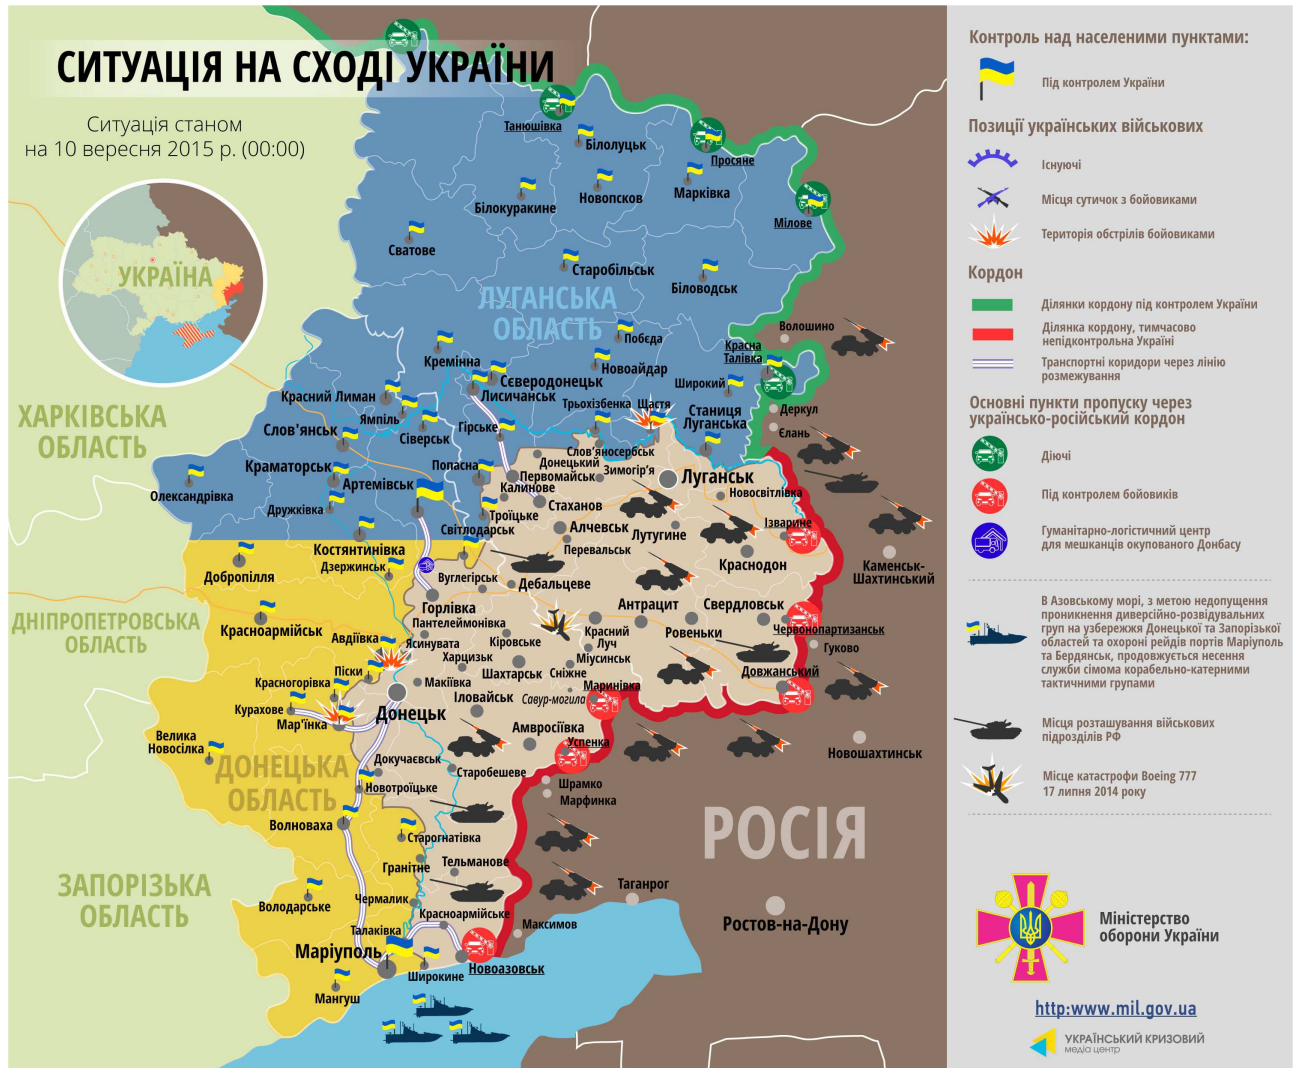 СИТУАЦІЯ НА СХОДІ УКРАЇНИ
Ситуація станом
на 10 вересня 2015 р. (00:00)
УКРАЇНА
ХАРКІВСЬКА
ОБЛАСТЬ
ДНІПРОПЕТРОВСЬКА
ОБЛАСТЬ
ЗАПОРІЗЬКА
ОБЛАСТЬ
ЛУГАНСЬКА
ОБЛАСТЬ
ДОНЕЦЬКА
ОБЛАСТЬ
РОСІЯ
Танюшівка
Білолуцьк
Просяне
Марківка
Новопсков
Білокуракине
Мілове
Сватове
Старобільськ
Біловодськ
Волошино
Побєда
Красна
Талівка
Кремінна
Новоайдар
Сєвєродонецьк
Широкий
Лисичанськ
Красний Лиман
Трьохізбенка
Щастя
Станиця
Луганська
Деркул
Ямпіль
Гірське
Єлань
Слов'янськ
Сіверськ
Слов'яносербськ
Донецький
Зимогір'я
Краматорськ
Попасна
Первомайськ
Луганськ
Артемівськ
Калинове
Новосвітлівка
Олександрівка
Стаханов
Дружківка
Троїцьке
Світлодарськ
Алчевськ
Лутугине
Ізварине
Костянтинівка
Перевальськ
Дзержинськ
Краснодон
Каменськ-
Шахтинський
Добропілля
Вуглегірськ
Дебальцеве
Горлівка
Антрацит
Свердловськ
Пантелеймонівка
Красноармійськ
Авдіївка
Ясинувата
Кіровське
Красний
Луч
Ровеньки
Червонопартизанськ
Гуково
Харцизьк
Міусинськ
Піски
Шахтарськ
Сніжне
Довжанський
Красногорівка
Макіївка
Маринівка
Іловайськ
Савур-могила
Курахове
Донецьк
Мар'їнка
Амвросіївка
Велика
Новосілка
Успенка
Новошахтинськ
Докучаєвськ
Старобешеве
Новотроїцьке
Шрамко
Марфинка
Волноваха
Старогнатівка
Гранітне
Тельманове
Таганрог
Чермалик
Володарське
Красноармійське
Максимов
Ростов-на-Дону
Талаківка
Маріуполь
Широкине
Новоазовськ
Мангуш
Контроль над населеними пунктами:
Під контролем України
Позиції українських військових
Існуючі
Місця сутичок з бойовиками
Територія обстрілів бойовиками
Кордон
Ділянки кордону під контролем України
Ділянка кордону, тимчасово
непідконтрольна Україні
Транспортні коридори через лінію
розмежування
Основні пункти пропуску через
українсько-російський кордон
Діючі
Під контролем бойовиків
Гуманітарно-логістичний центр
для мешканців окупованого Донбасу
В Азовському морі, з метою недопущення
проникнення диверсійно-розвідувальних
груп на узбережжя Донецької та Запорізької
областей та охороні рейдів портів Маріуполь
та Бердянськ, продовжується несення
служби сімома корабельно-катерними
тактичними групами
Місця розташування військових
підрозділів РФ
Місце катастрофи Boeing 777
17 липня 2014 року
Міністерство
оборони України
http:www.mil.gov.ua
УКРАЇНСЬКИЙ КРИЗОВИЙ
медіа центр